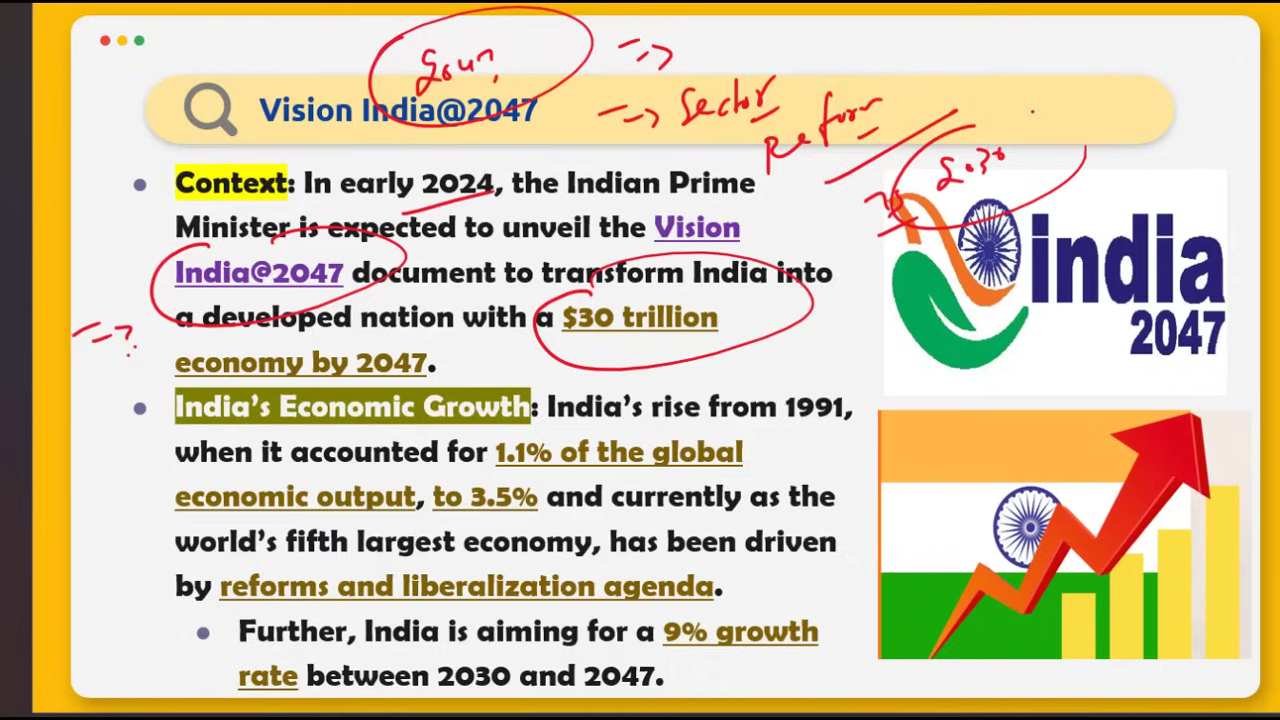 Vision India@2047
=> Sector
Reform
2030
Context: In early 2024, the Indian Prime
Minister is expected to unveil the Vision
India@2047 document to transform India into
a developed nation with a $30 trillion
economy by 2047.
India's Economic Growth: India's rise from 1991,
when it accounted for 1.1% of the global
economic output, to 3.5% and currently as the
world's fifth largest economy, has been driven
by reforms and liberalization agenda.
Further, India is aiming for a 9% growth
rate between 2030 and 2047.
india
2047